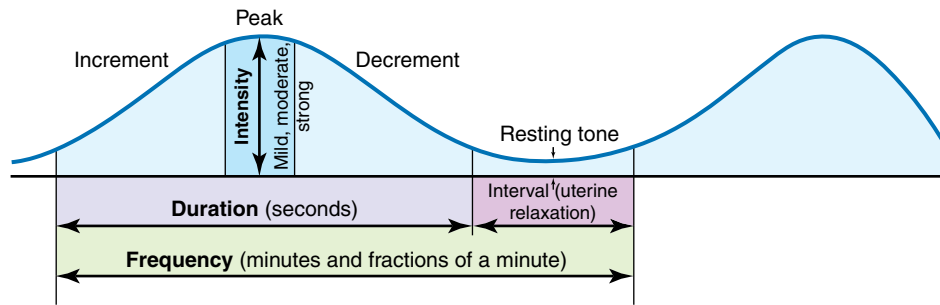 Peak
Increment
Decrement
Intensity
Mild, moderate,
strong
Resting tone
Interval (uterine
relaxation)
Duration (seconds)
Frequency (minutes and fractions of a minute)